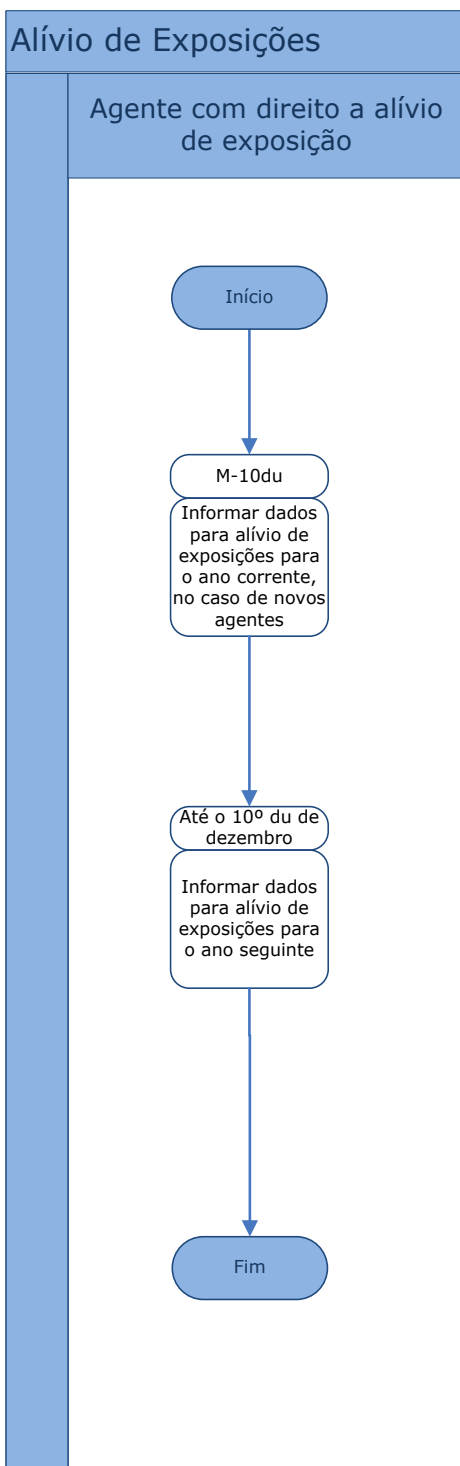 Alívio de Exposições
Agente com direito a alívio
de exposição
Início
M-10du
Informar dados
para alívio de
exposições para
o ano corrente,
no caso de novos
agentes
Até o 10º du de
dezembro
Informar dados
para alívio de
exposições para
o ano seguinte
Fim